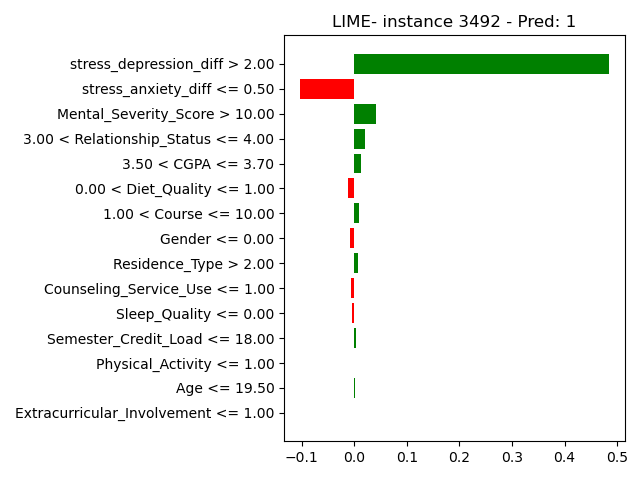 LIME- instance 3492 - Pred: 1
stress_depression_diff > 2.00
stress_anxiety_diff <= 0.50
Mental_Severity_Score > 10.00
3.00 < Relationship_Status <= 4.00
3.50 < CGPA <= 3.70
0.00 < Diet_Quality <= 1.00
1.00 < Course <= 10.00
Gender <= 0.00
Residence_Type > 2.00
Counseling_Service_Use <= 1.00
Sleep_Quality <= 0.00
Semester_Credit_Load <= 18.00
Physical_Activity <= 1.00
Age <= 19.50
Extracurricular_Involvement <= 1.00
−0.1 0.0 0.1 0.2 0.3 0.4 0.5